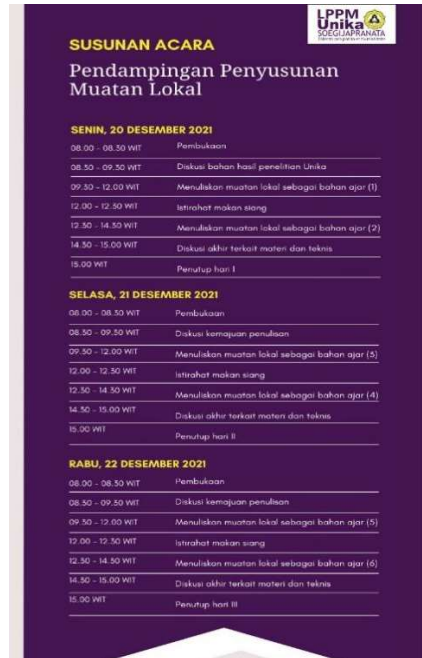 LPPM
Unika
SOEGIJAPRANATA
SUSUNAN ACARA
Pendampingan Penyusunan
Muatan Lokal
SENIN, 20 DESEMBER 2021
08.00 - 08.30 WIT Pembukaan
08.30 - 09.30 WIT Diskusi bahan hasil penelitian Unika
09.30 - 12.00 WIT Menuliskan muatan lokal sebagai bahan ajar (1)
12.00 - 12.30 WIT Istirahat makan siang
12.30 - 14.30 WIT Menuliskan muatan lokal sebagai bahan ajar (2)
14.30 - 15.00 WIT Diskusi akhir terkait materi dan teknis
15.00 WIT Penutup hari I
SELASA, 21 DESEMBER 2021
08.00 - 08.30 WIT Pembukaan
08.30 - 09.30 WIT Diskusi kemajuan penulisan
09.30 - 12.00 WIT Menuliskan muatan lokal sebagai bahan ajar (3)
12.00 - 12.30 WIT Istirahat makan siang
12.30 - 14.30 WIT Menuliskan muatan lokal sebagai bahan ajar (4)
14.30 - 15.00 WIT Diskusi akhir terkait materi dan teknis
15.00 WIT Penutup hari II
RABU, 22 DESEMBER 2021
08.00 - 08.30 WIT Pembukaan
08.30 - 09.30 WIT Diskusi kemajuan penulisan
09.30 - 12.00 WIT Menuliskan muatan lokal sebagai bahan ajar (5)
12.00 - 12.30 WIT Istirahat makan siang
12.30 - 14.30 WIT Menuliskan muatan lokal sebagai bahan ajar (6)
14.30 - 15.00 WIT Diskusi akhir terkait materi dan teknis
15.00 WIT Penutup hari III